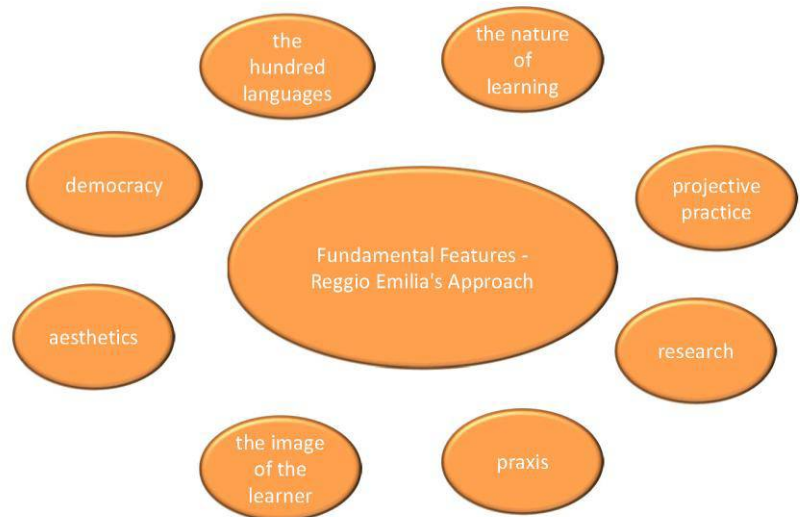 the
hundred
languages
the nature
of
learning
democracy
projective
practice
Fundamental Features -
Reggio Emilia's Approach
aesthetics
research
the image
of the
learner
praxis